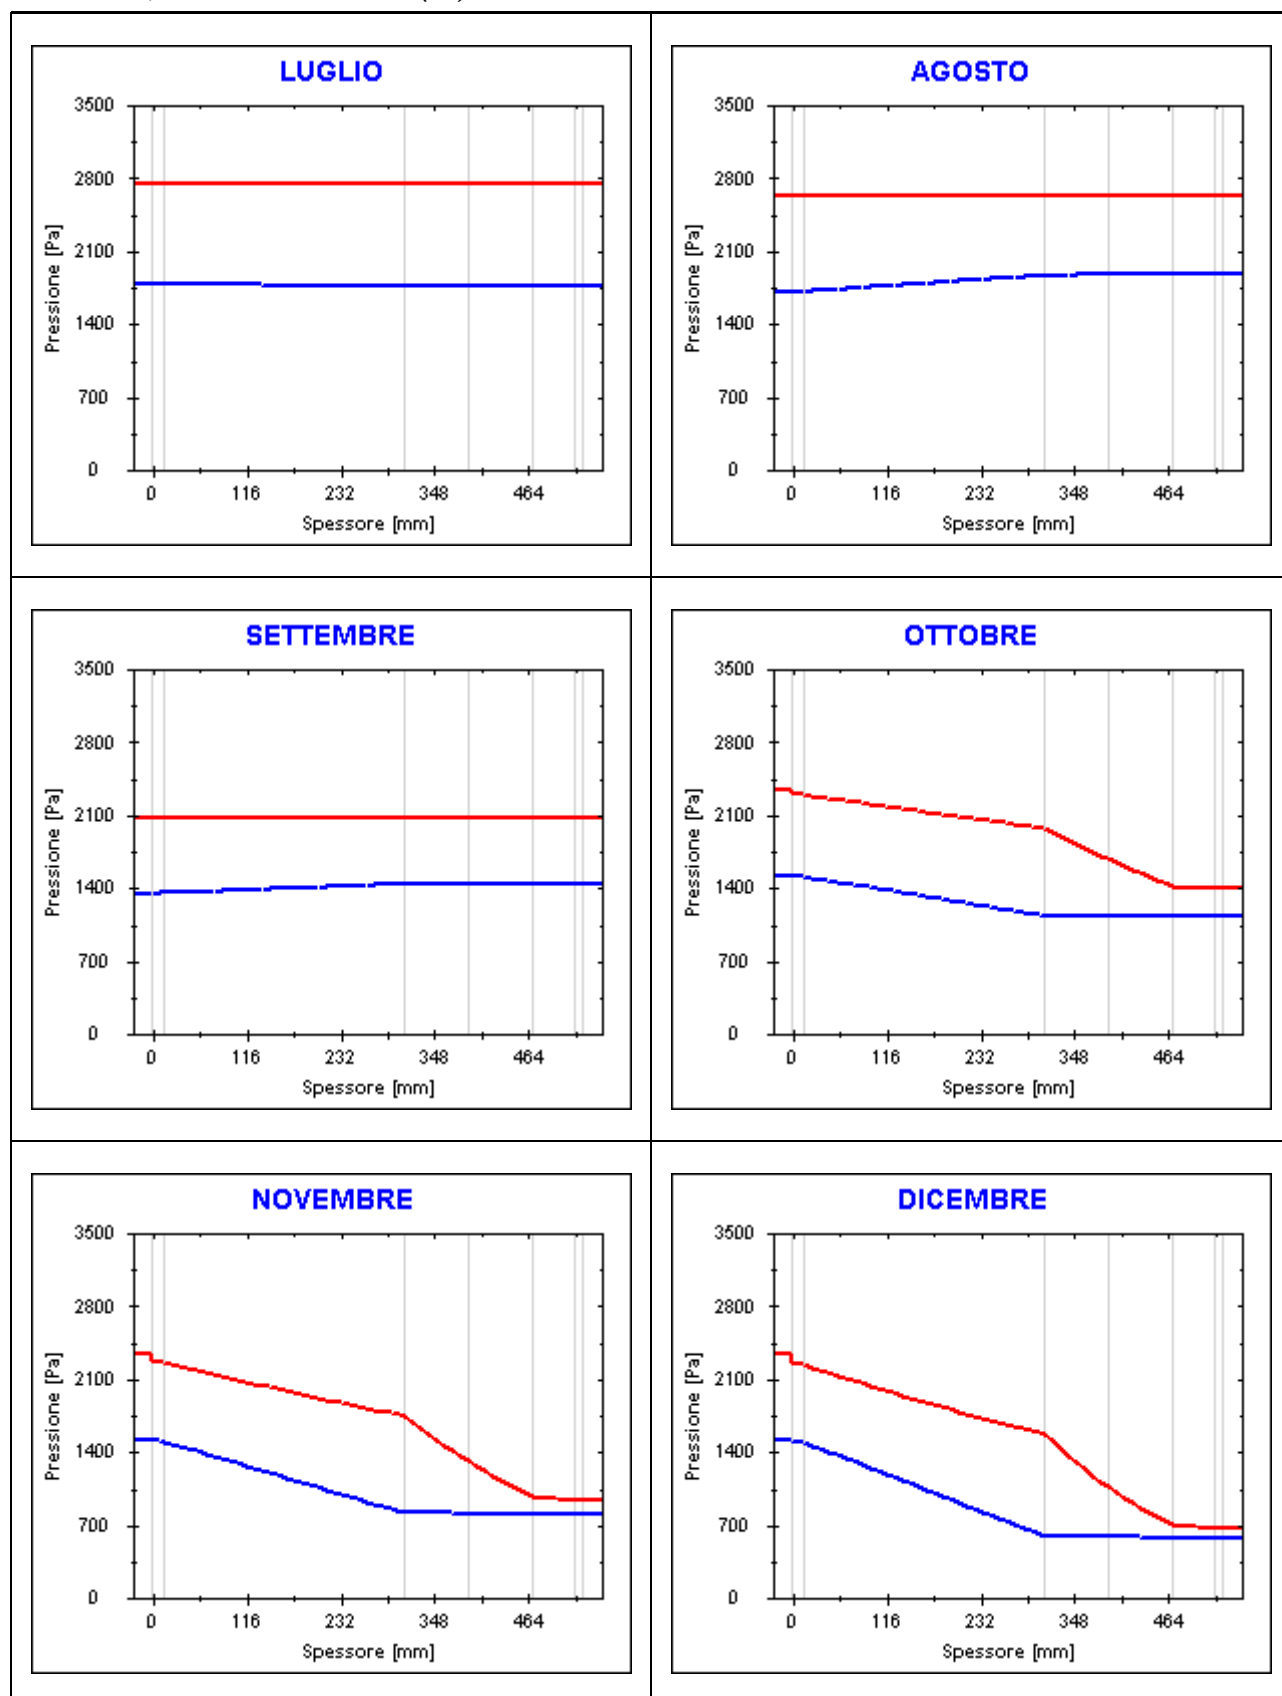 LUGLIO
3500
2800
2100
1400
700
0
Pressione [Pa]
0 116 232 348 464
Spessore [mm]
AGOSTO
3500
2800
2100
1400
700
0
Pressione [Pa]
0 116 232 348 464
Spessore [mm]
SETTEMBRE
3500
2800
2100
1400
700
0
Pressione [Pa]
0 116 232 348 464
Spessore [mm]
OTTOBRE
3500
2800
2100
1400
700
0
Pressione [Pa]
0 116 232 348 464
Spessore [mm]
NOVEMBRE
3500
2800
2100
1400
700
0
Pressione [Pa]
0 116 232 348 464
Spessore [mm]
DICEMBRE
3500
2800
2100
1400
700
0
Pressione [Pa]
0 116 232 348 464
Spessore [mm]